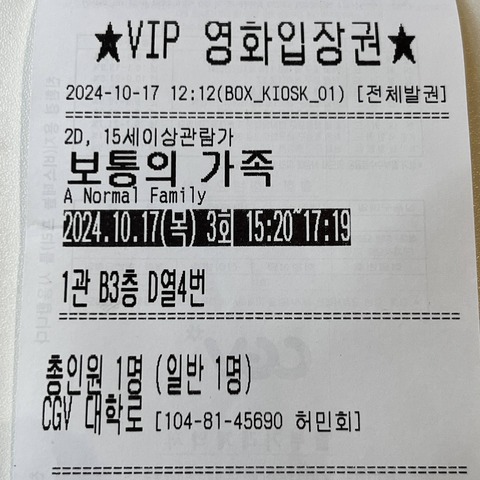 ★VIP 영화입장권★
2024-10-17 12:12(BOX_KIOSK_01) [전체발권]
2D, 15세이상관람가
보통의 가족
A Normal Family
2024.10.17(목) 3회 15:20~17:19
1관 B3층 D열4번
총인원 1명 (일반 1명)
CGV 대학로 [104-81-45690 허민회]